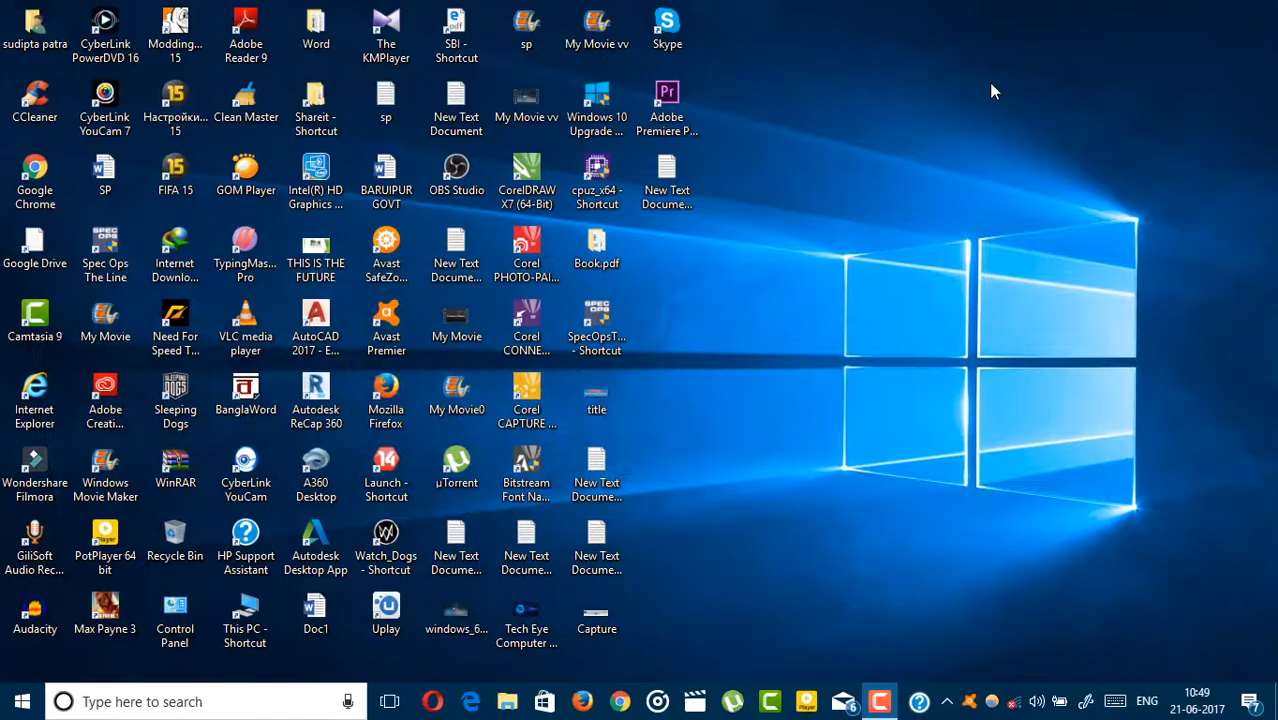 sudipta patra
CyberLink
PowerDVD 16
Modding...
15
Adobe
Reader 9
Word
The
KMPlayer
SBI -
Shortcut
sp
My Movie vv
Skype
CCleaner
CyberLink
YouCam 7
Настройки...
15
Clean Master
Shareit -
Shortcut
sp
New Text
Document
My Movie vv
Windows 10
Upgrade ...
Adobe
Premiere P...
Google
Chrome
SP
FIFA 15
GOM Player
Intel(R) HD
Graphics ...
BARUIPUR
GOVT
OBS Studio
CorelDRAW
X7 (64-Bit)
cpuz_x64 -
Shortcut
New Text
Docume...
Google Drive
Spec Ops
The Line
Internet
Downlo...
TypingMas...
Pro
THIS IS THE
FUTURE
Avast
SafeZo...
New Text
Docume...
Corel
PHOTO-PAI...
Book.pdf
Camtasia 9
My Movie
Need For
Speed T...
VLC media
player
AutoCAD
2017 - E...
Avast
Premier
My Movie
Corel
CONNE...
SpecOpsT...
- Shortcut
Internet
Explorer
Adobe
Creati...
Sleeping
Dogs
BanglaWord
Autodesk
ReCap 360
Mozilla
Firefox
My Movie0
Corel
CAPTURE ...
title
Wondershare
Filmora
Windows
Movie Maker
WinRAR
CyberLink
YouCam
A360
Desktop
Launch -
Shortcut
µTorrent
Bitstream
Font Na...
New Text
Docume...
GiliSoft
Audio Rec...
PotPlayer 64
bit
Recycle Bin
HP Support
Assistant
Autodesk
Desktop App
Watch_Dogs
- Shortcut
New Text
Docume...
New Text
Docume...
New Text
Docume...
Audacity
Max Payne 3
Control
Panel
This PC -
Shortcut
Doc1
Uplay
windows_6...
Tech Eye
Computer ...
Capture
Type here to search
6
ENG
10:49
21-06-2017
7